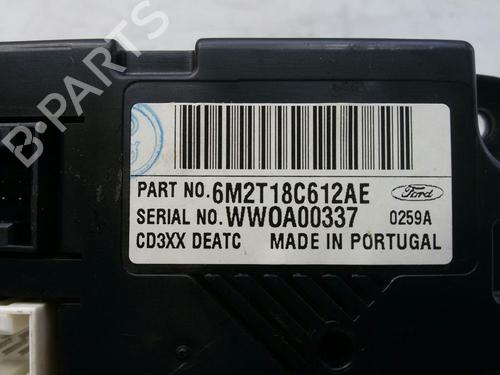 PART NO. 6M2T18C612AE Ford
SERIAL NO. WWOA00337 0259A
CD3XX DEATC MADE IN PORTUGAL
B-PARTS